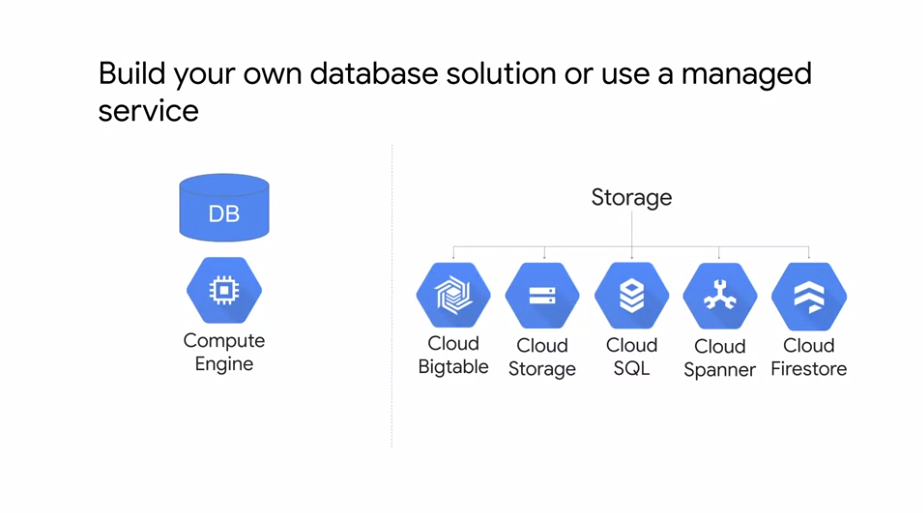 Build your own database solution or use a managed
service
DB
Compute
Engine
Storage
Cloud
Bigtable
Cloud
Storage
Cloud
SQL
Cloud
Spanner
Cloud
Firestore